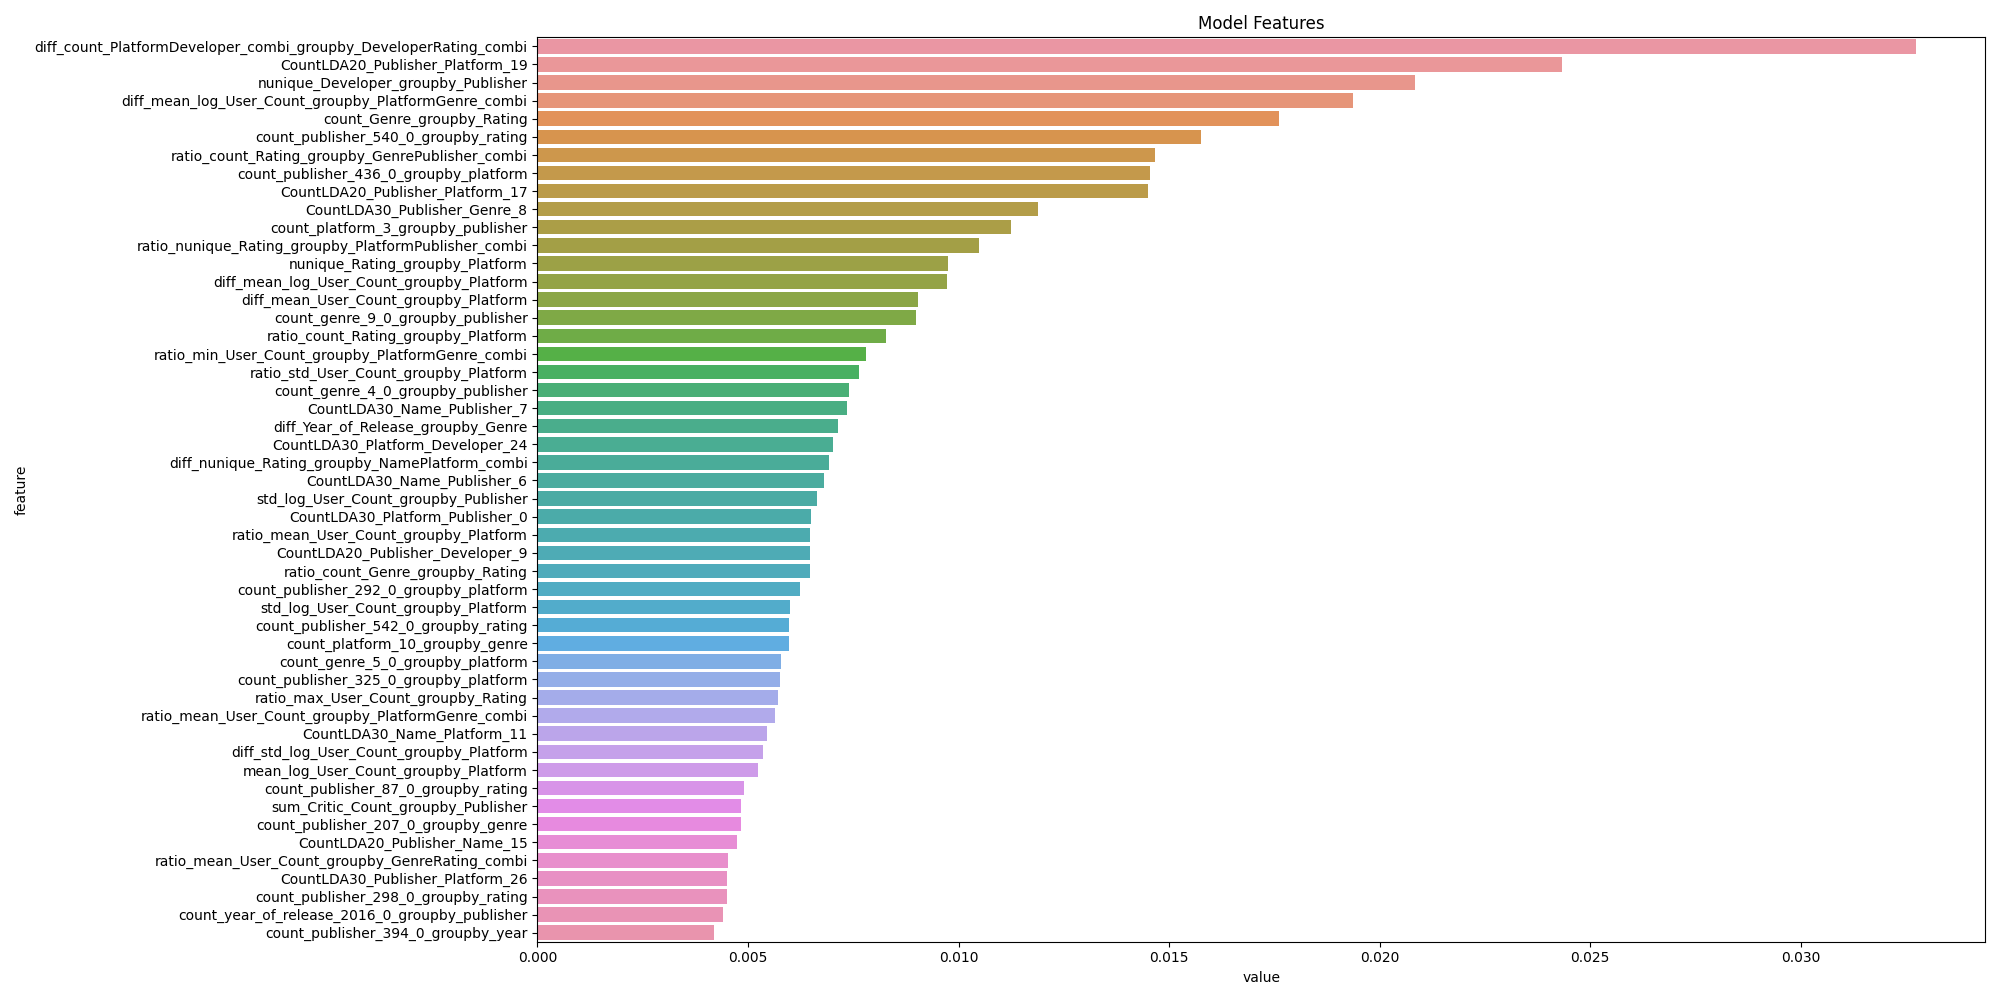 Model Features
diff_count_PlatformDeveloper_combi_groupby_DeveloperRating_combi
CountLDA20_Publisher_Platform_19
nunique_Developer_groupby_Publisher
diff_mean_log_User_Count_groupby_PlatformGenre_combi
count_Genre_groupby_Rating
count_publisher_540_0_groupby_rating
ratio_count_Rating_groupby_GenrePublisher_combi
count_publisher_436_0_groupby_platform
CountLDA20_Publisher_Platform_17
CountLDA30_Publisher_Genre_8
count_platform_3_groupby_publisher
ratio_nunique_Rating_groupby_PlatformPublisher_combi
nunique_Rating_groupby_Platform
diff_mean_log_User_Count_groupby_Platform
diff_mean_User_Count_groupby_Platform
count_genre_9_0_groupby_publisher
ratio_count_Rating_groupby_Platform
ratio_min_User_Count_groupby_PlatformGenre_combi
ratio_std_User_Count_groupby_Platform
count_genre_4_0_groupby_publisher
CountLDA30_Name_Publisher_7
diff_Year_of_Release_groupby_Genre
CountLDA30_Platform_Developer_24
diff_nunique_Rating_groupby_NamePlatform_combi
CountLDA30_Name_Publisher_6
std_log_User_Count_groupby_Publisher
CountLDA30_Platform_Publisher_0
ratio_mean_User_Count_groupby_Platform
CountLDA20_Publisher_Developer_9
ratio_count_Genre_groupby_Rating
count_publisher_292_0_groupby_platform
std_log_User_Count_groupby_Platform
count_publisher_542_0_groupby_rating
count_platform_10_groupby_genre
count_genre_5_0_groupby_platform
count_publisher_325_0_groupby_platform
ratio_max_User_Count_groupby_Rating
ratio_mean_User_Count_groupby_PlatformGenre_combi
CountLDA30_Name_Platform_11
diff_std_log_User_Count_groupby_Platform
mean_log_User_Count_groupby_Platform
count_publisher_87_0_groupby_rating
sum_Critic_Count_groupby_Publisher
count_publisher_207_0_groupby_genre
CountLDA20_Publisher_Name_15
ratio_mean_User_Count_groupby_GenreRating_combi
CountLDA30_Publisher_Platform_26
count_publisher_298_0_groupby_rating
count_year_of_release_2016_0_groupby_publisher
count_publisher_394_0_groupby_year
feature
0.000 0.005 0.010 0.015 0.020 0.025 0.030
value